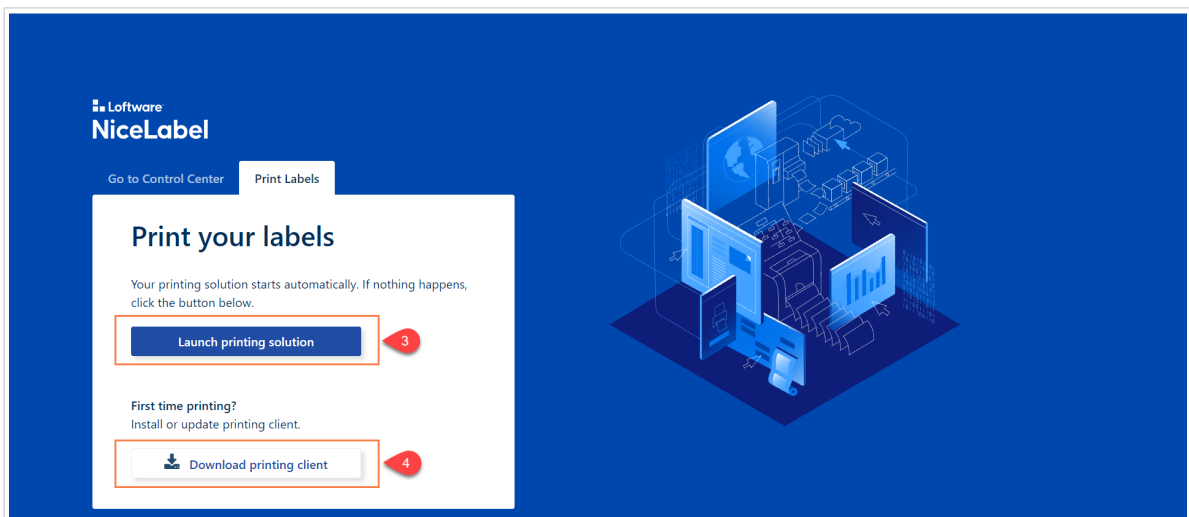 Loftware
NiceLabel
Go to Control Center Print Labels
Print your labels
Your printing solution starts automatically. If nothing happens,
click the button below.
Launch printing solution 3
First time printing?
Install or update printing client.
Download printing client 4